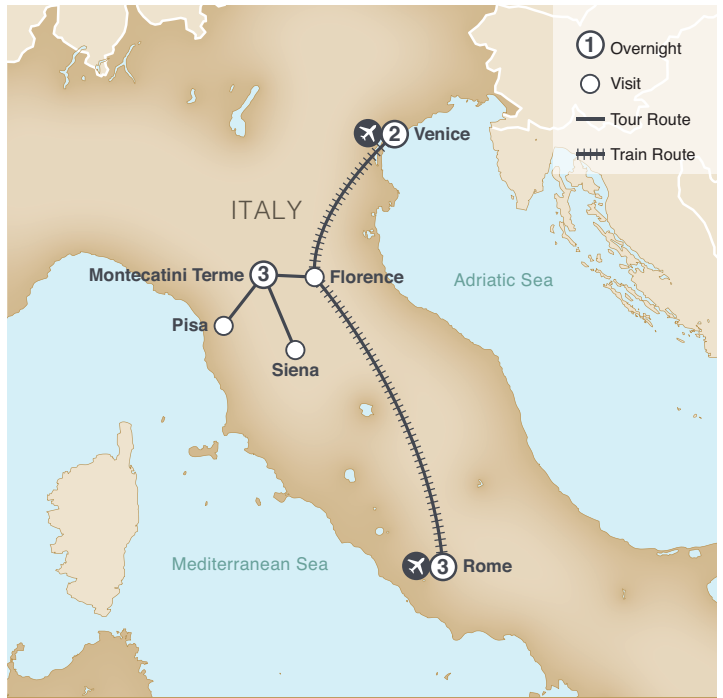 1 Overnight
Visit
Tour Route
Train Route
2 Venice
ITALY
Montecatini Terme 3
Florence
Adriatic Sea
Pisa
Siena
Mediterranean Sea
3 Rome